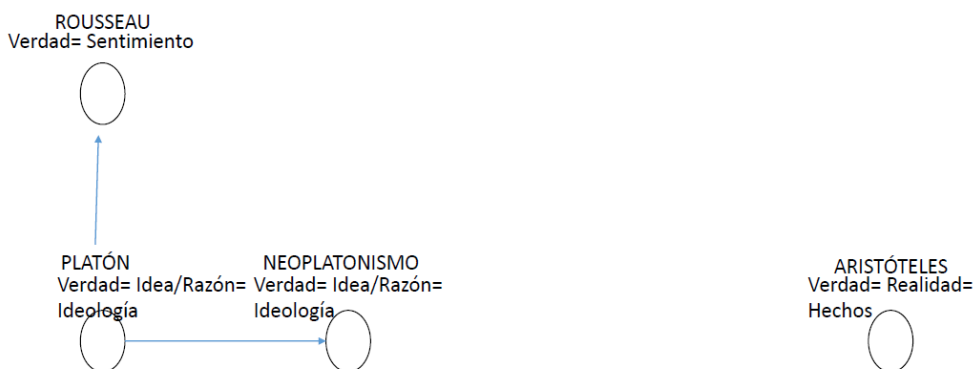 ROUSSEAU
Verdad= Sentimiento
PLATÓN
Verdad= Idea/Razón=
Ideología
NEOPLATONISMO
Verdad= Idea/Razón=
Ideología
ARISTÓTELES
Verdad= Realidad=
Hechos